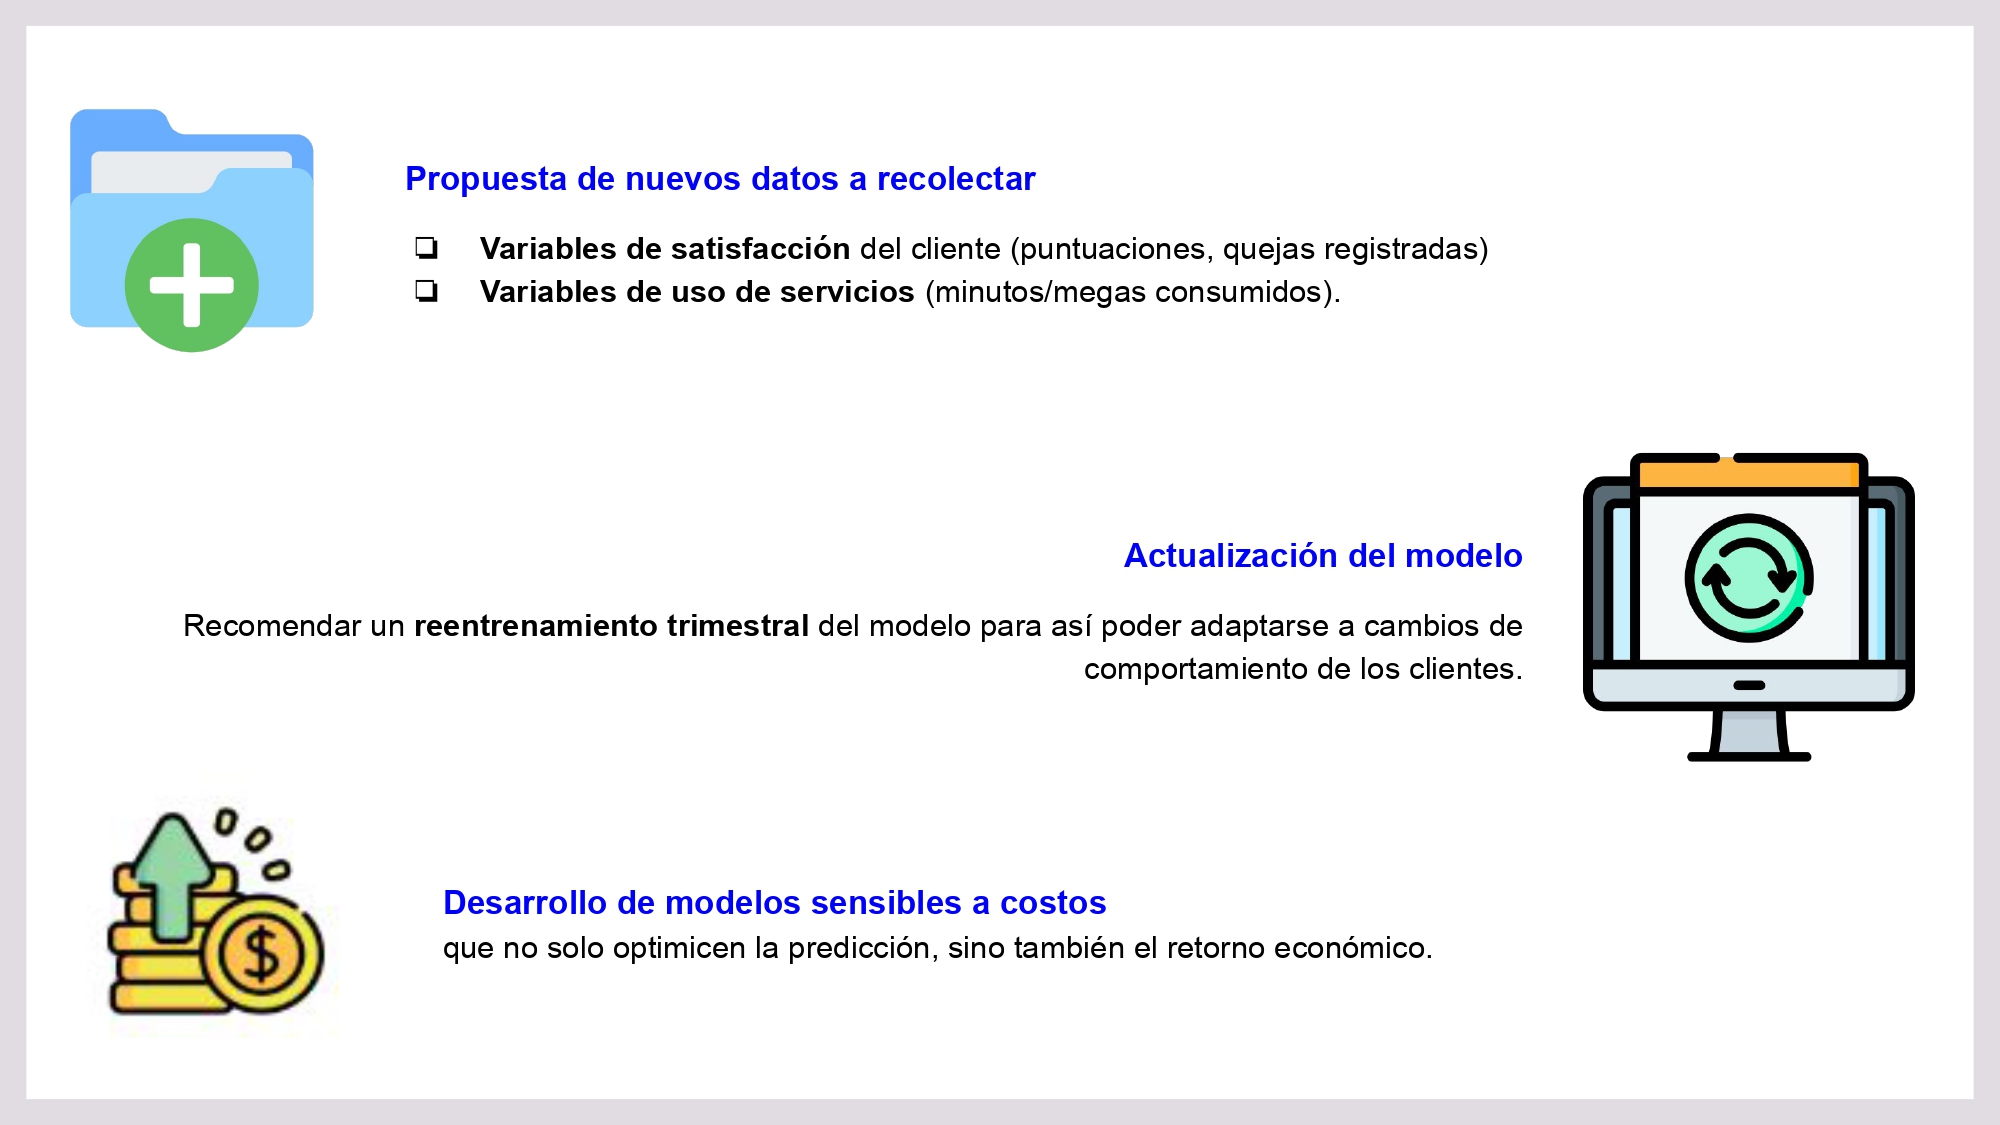 Propuesta de nuevos datos a recolectar
❏ Variables de satisfacción del cliente (puntuaciones, quejas registradas)
❏ Variables de uso de servicios (minutos/megas consumidos).
Actualización del modelo
Recomendar un reentrenamiento trimestral del modelo para así poder adaptarse a cambios de
comportamiento de los clientes.
Desarrollo de modelos sensibles a costos
que no solo optimicen la predicción, sino también el retorno económico.